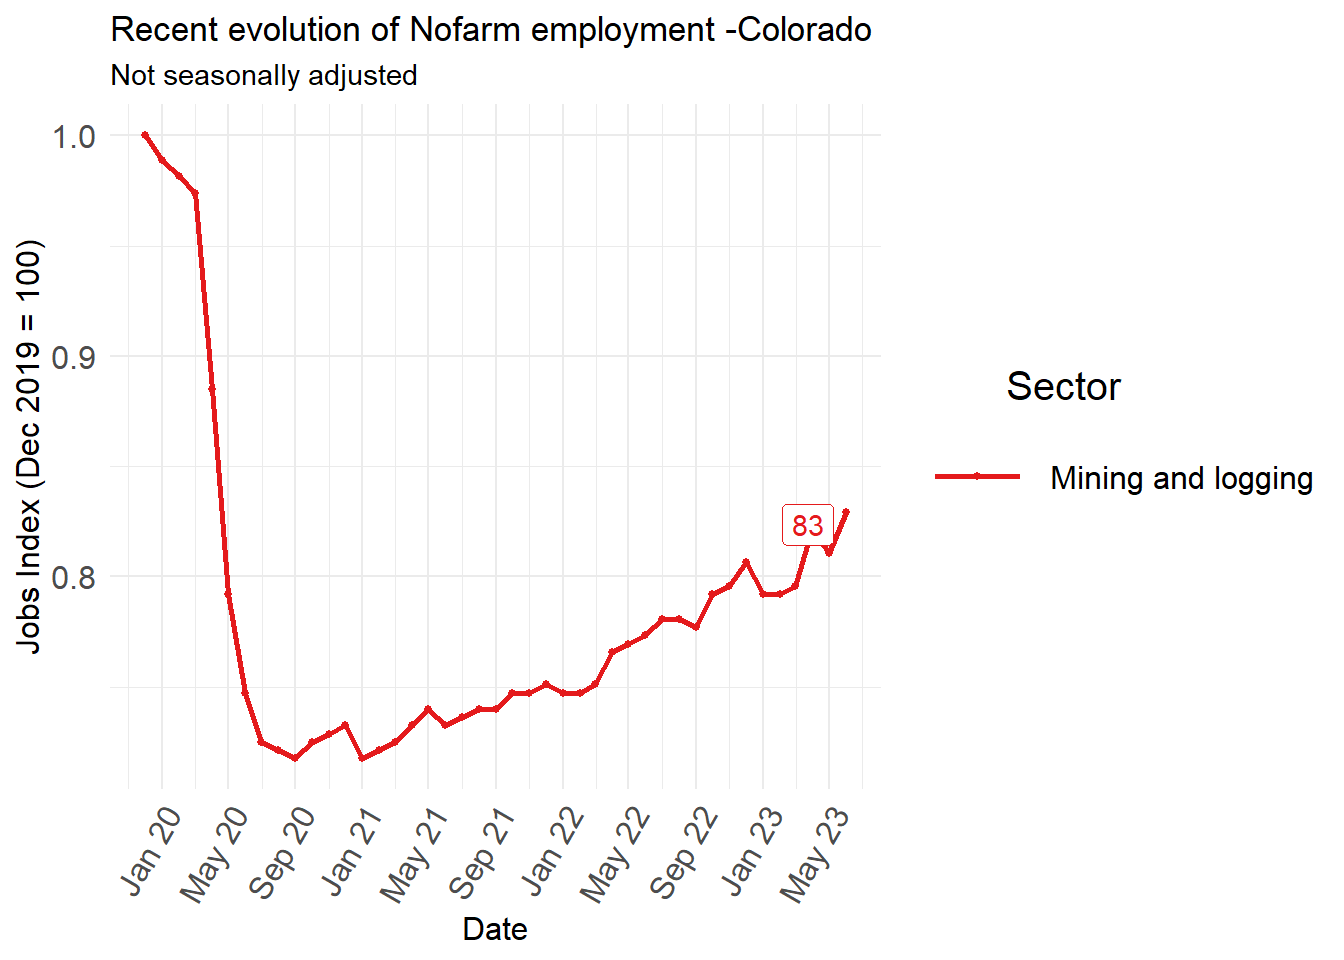 Recent evolution of Nofarm employment -Colorado
Not seasonally adjusted
Jobs Index (Dec 2019 = 100)
1.0
0.9
0.8
83
Jan 20
May 20
Sep 20
Jan 21
May 21
Sep 21
Jan 22
May 22
Sep 22
Jan 23
May 23
Date
Sector
Mining and logging